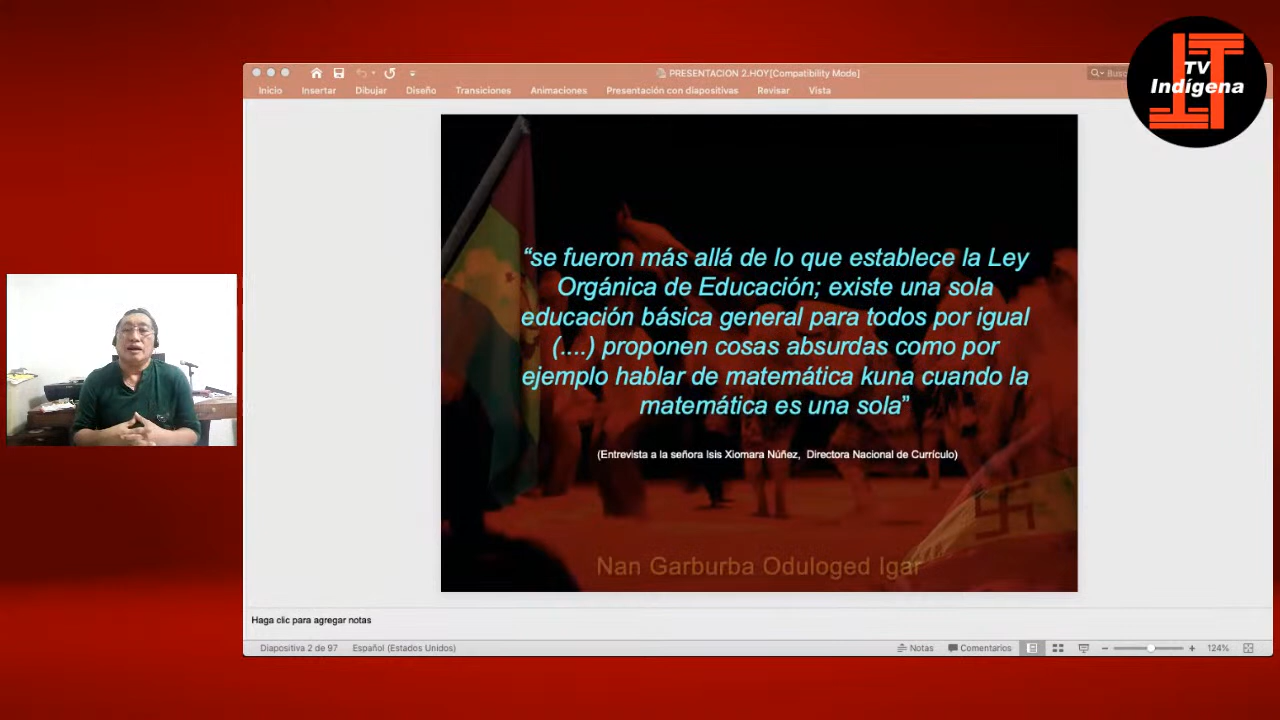 PRESENTACION 2.HOY[Compatibility Mode]
Busc
Inicio Insertar Dibujar Diseño Transiciones Animaciones Presentación con diapositivas Revisar Vista
TV
Indígena
“se fueron más allá de lo que establece la Ley
Orgánica de Educación; existe una sola
educación básica general para todos por igual
(....) proponen cosas absurdas como por
ejemplo hablar de matemática kuna cuando la
matemática es una sola”
(Entrevista a la señora Isis Xiomara Núñez, Directora Nacional de Currículo)
Nan Garburba Oduloged Igar
Haga clic para agregar notas
Diapositiva 2 de 97 Español (Estados Unidos) Notas Comentarios 124%